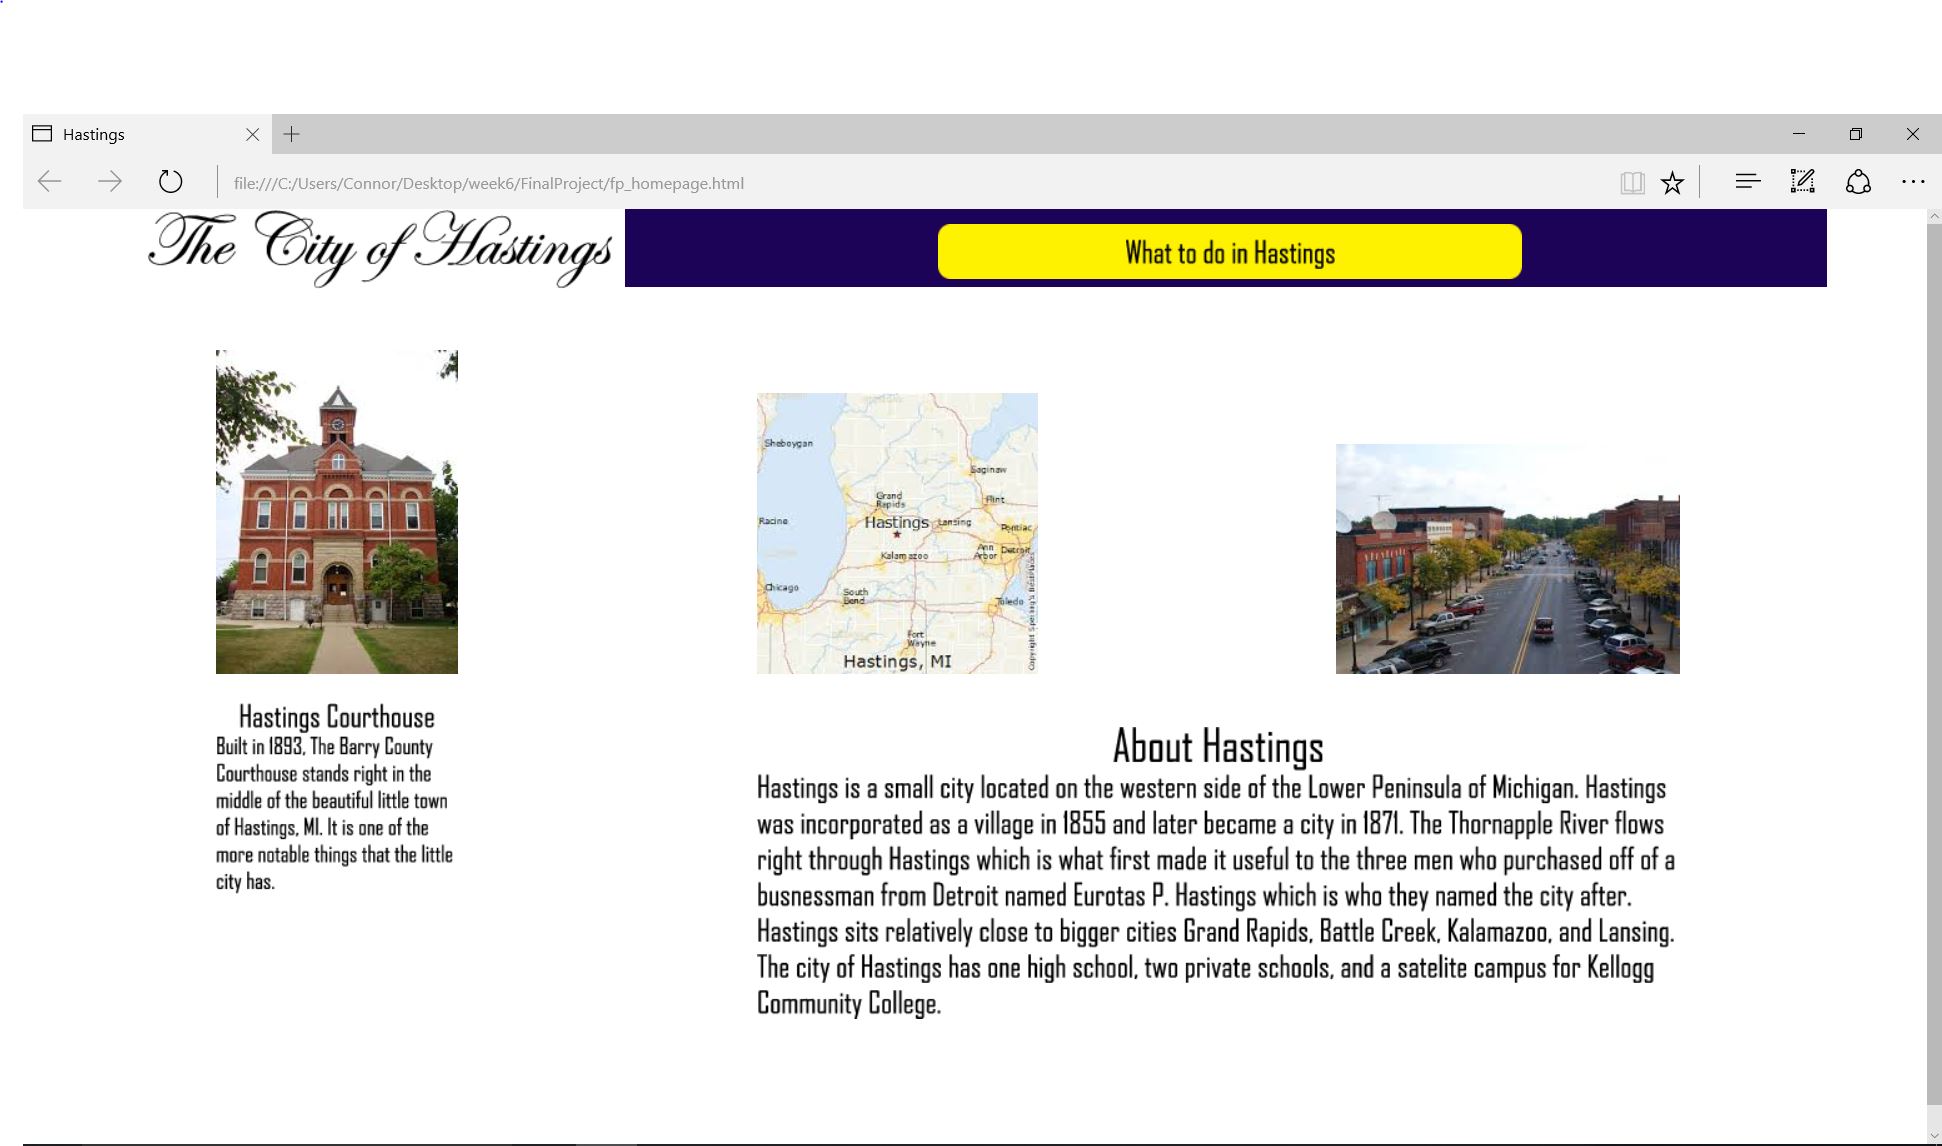 Hastings
file:///C:/Users/Connor/Desktop/week6/FinalProject/fp_homepage.html
The City of Hastings
What to do in Hastings
Sheboygan
Saginaw
Grand
Rapids
Flint
Racine
Hastings
Lansing
Pontiac
Kalamazoo
Ann
Arbor
Detroit
Chicago
South
Bend
Toledo
Fort
Wayne
Hastings, MI
Copyright Sperling's BestPlaces
Hastings Courthouse
Built in 1893, The Barry County
Courthouse stands right in the
middle of the beautiful little town
of Hastings, MI. It is one of the
more notable things that the little
city has.
About Hastings
Hastings is a small city located on the western side of the Lower Peninsula of Michigan. Hastings
was incorporated as a village in 1855 and later became a city in 1871. The Thornapple River flows
right through Hastings which is what first made it useful to the three men who purchased off of a
busnessman from Detroit named Eurotas P. Hastings which is who they named the city after.
Hastings sits relatively close to bigger cities Grand Rapids, Battle Creek, Kalamazoo, and Lansing.
The city of Hastings has one high school, two private schools, and a satelite campus for Kellogg
Community College.